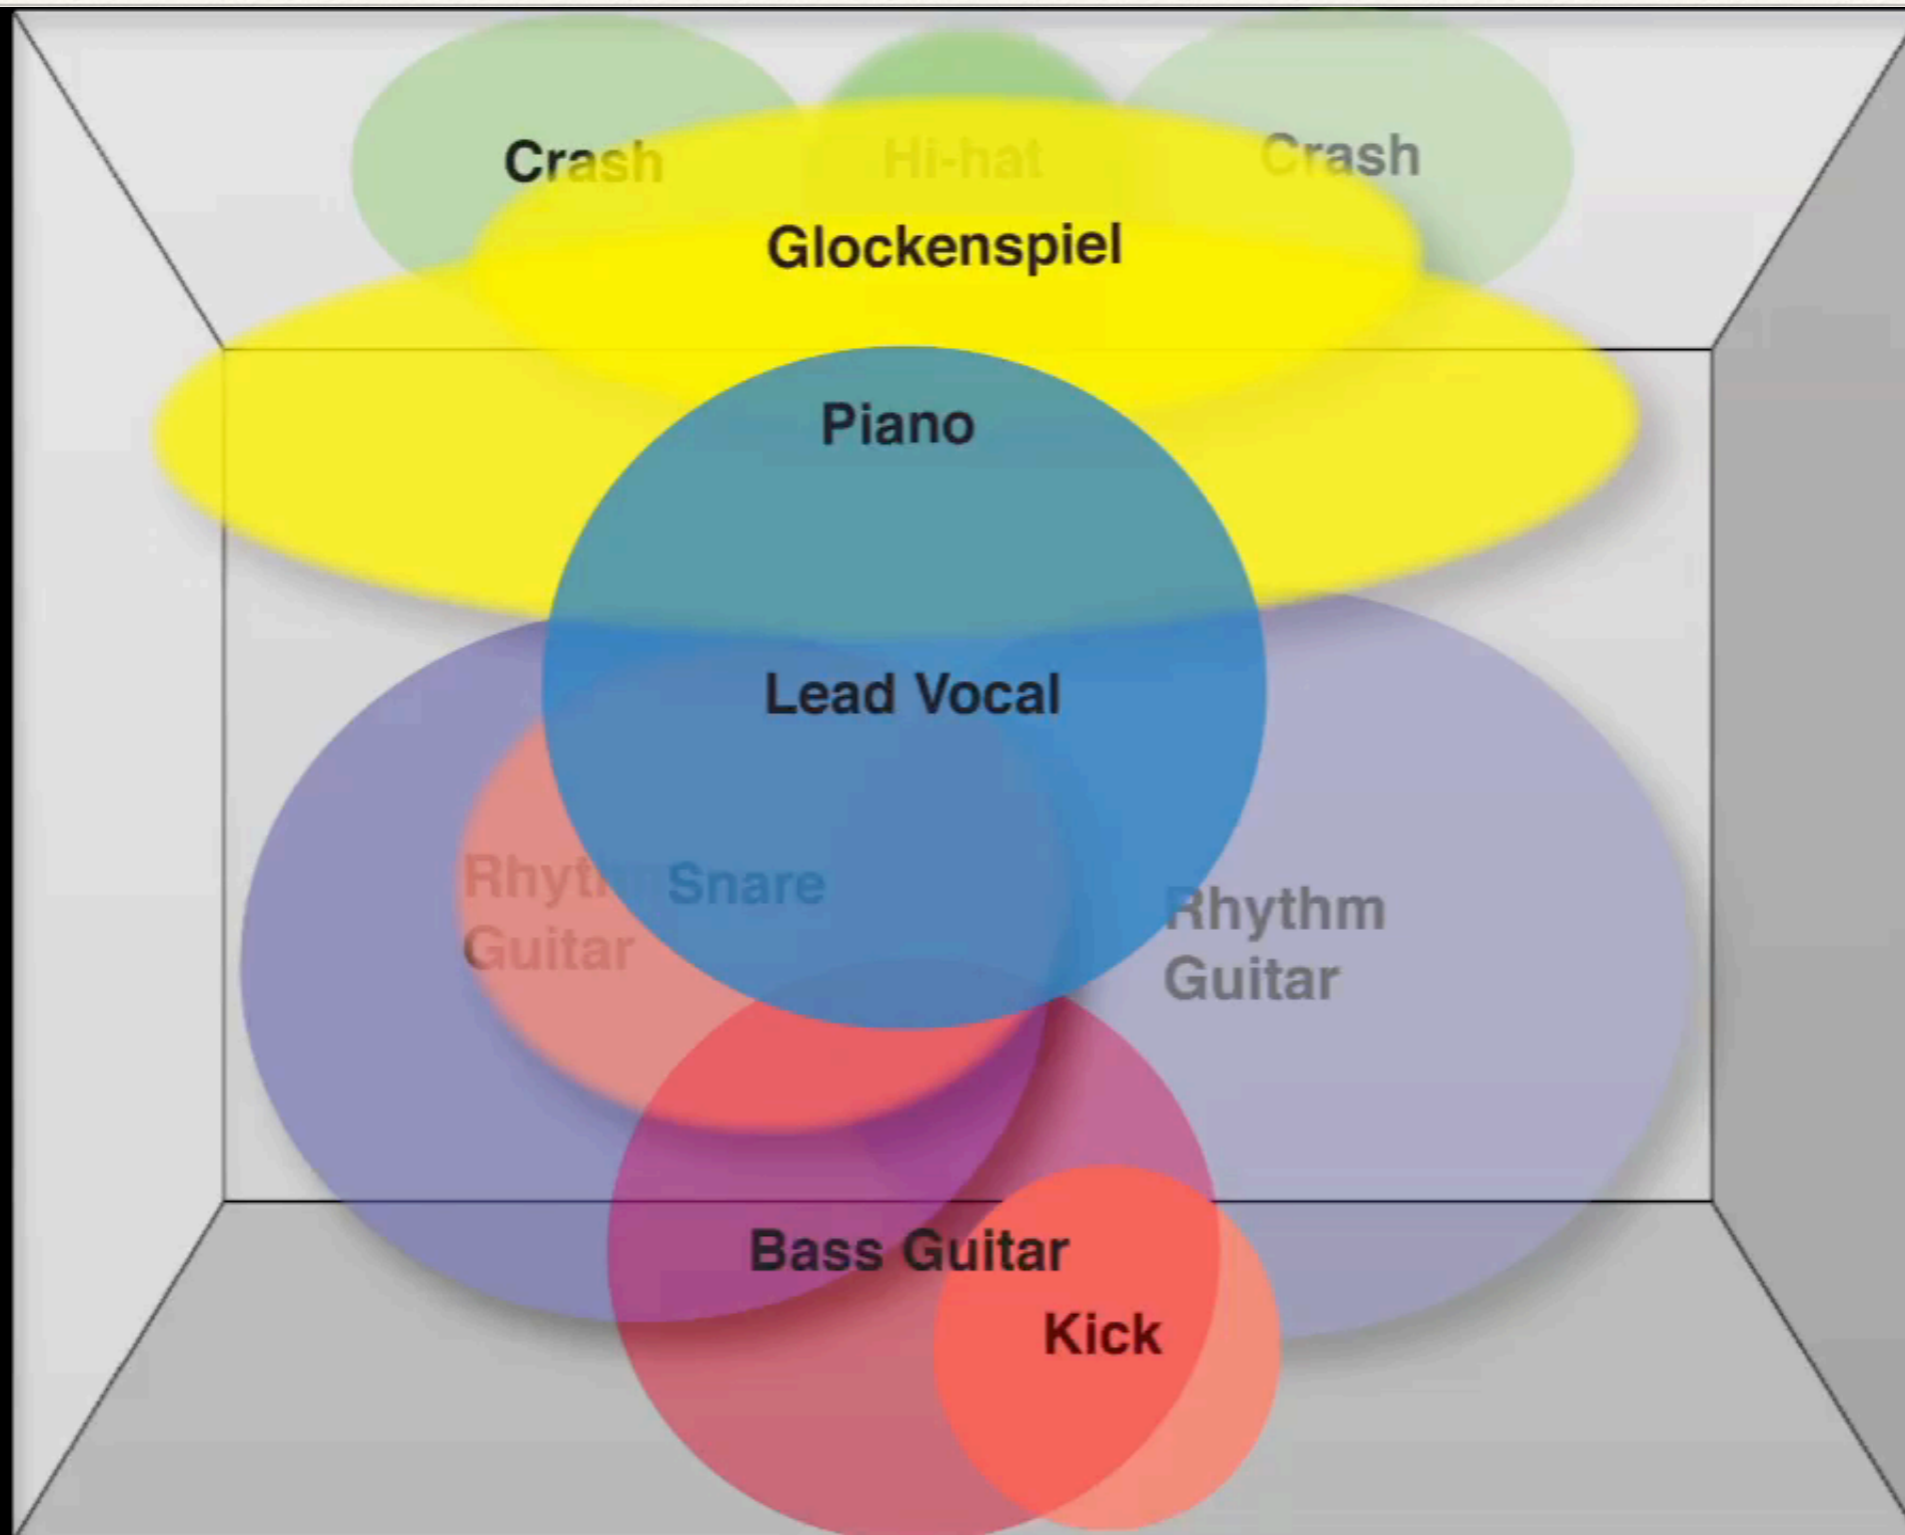 Crash
Hi-hat
Crash
Glockenspiel
Piano
Lead Vocal
Rhythm
Guitar
Snare
Rhythm
Guitar
Bass Guitar
Kick